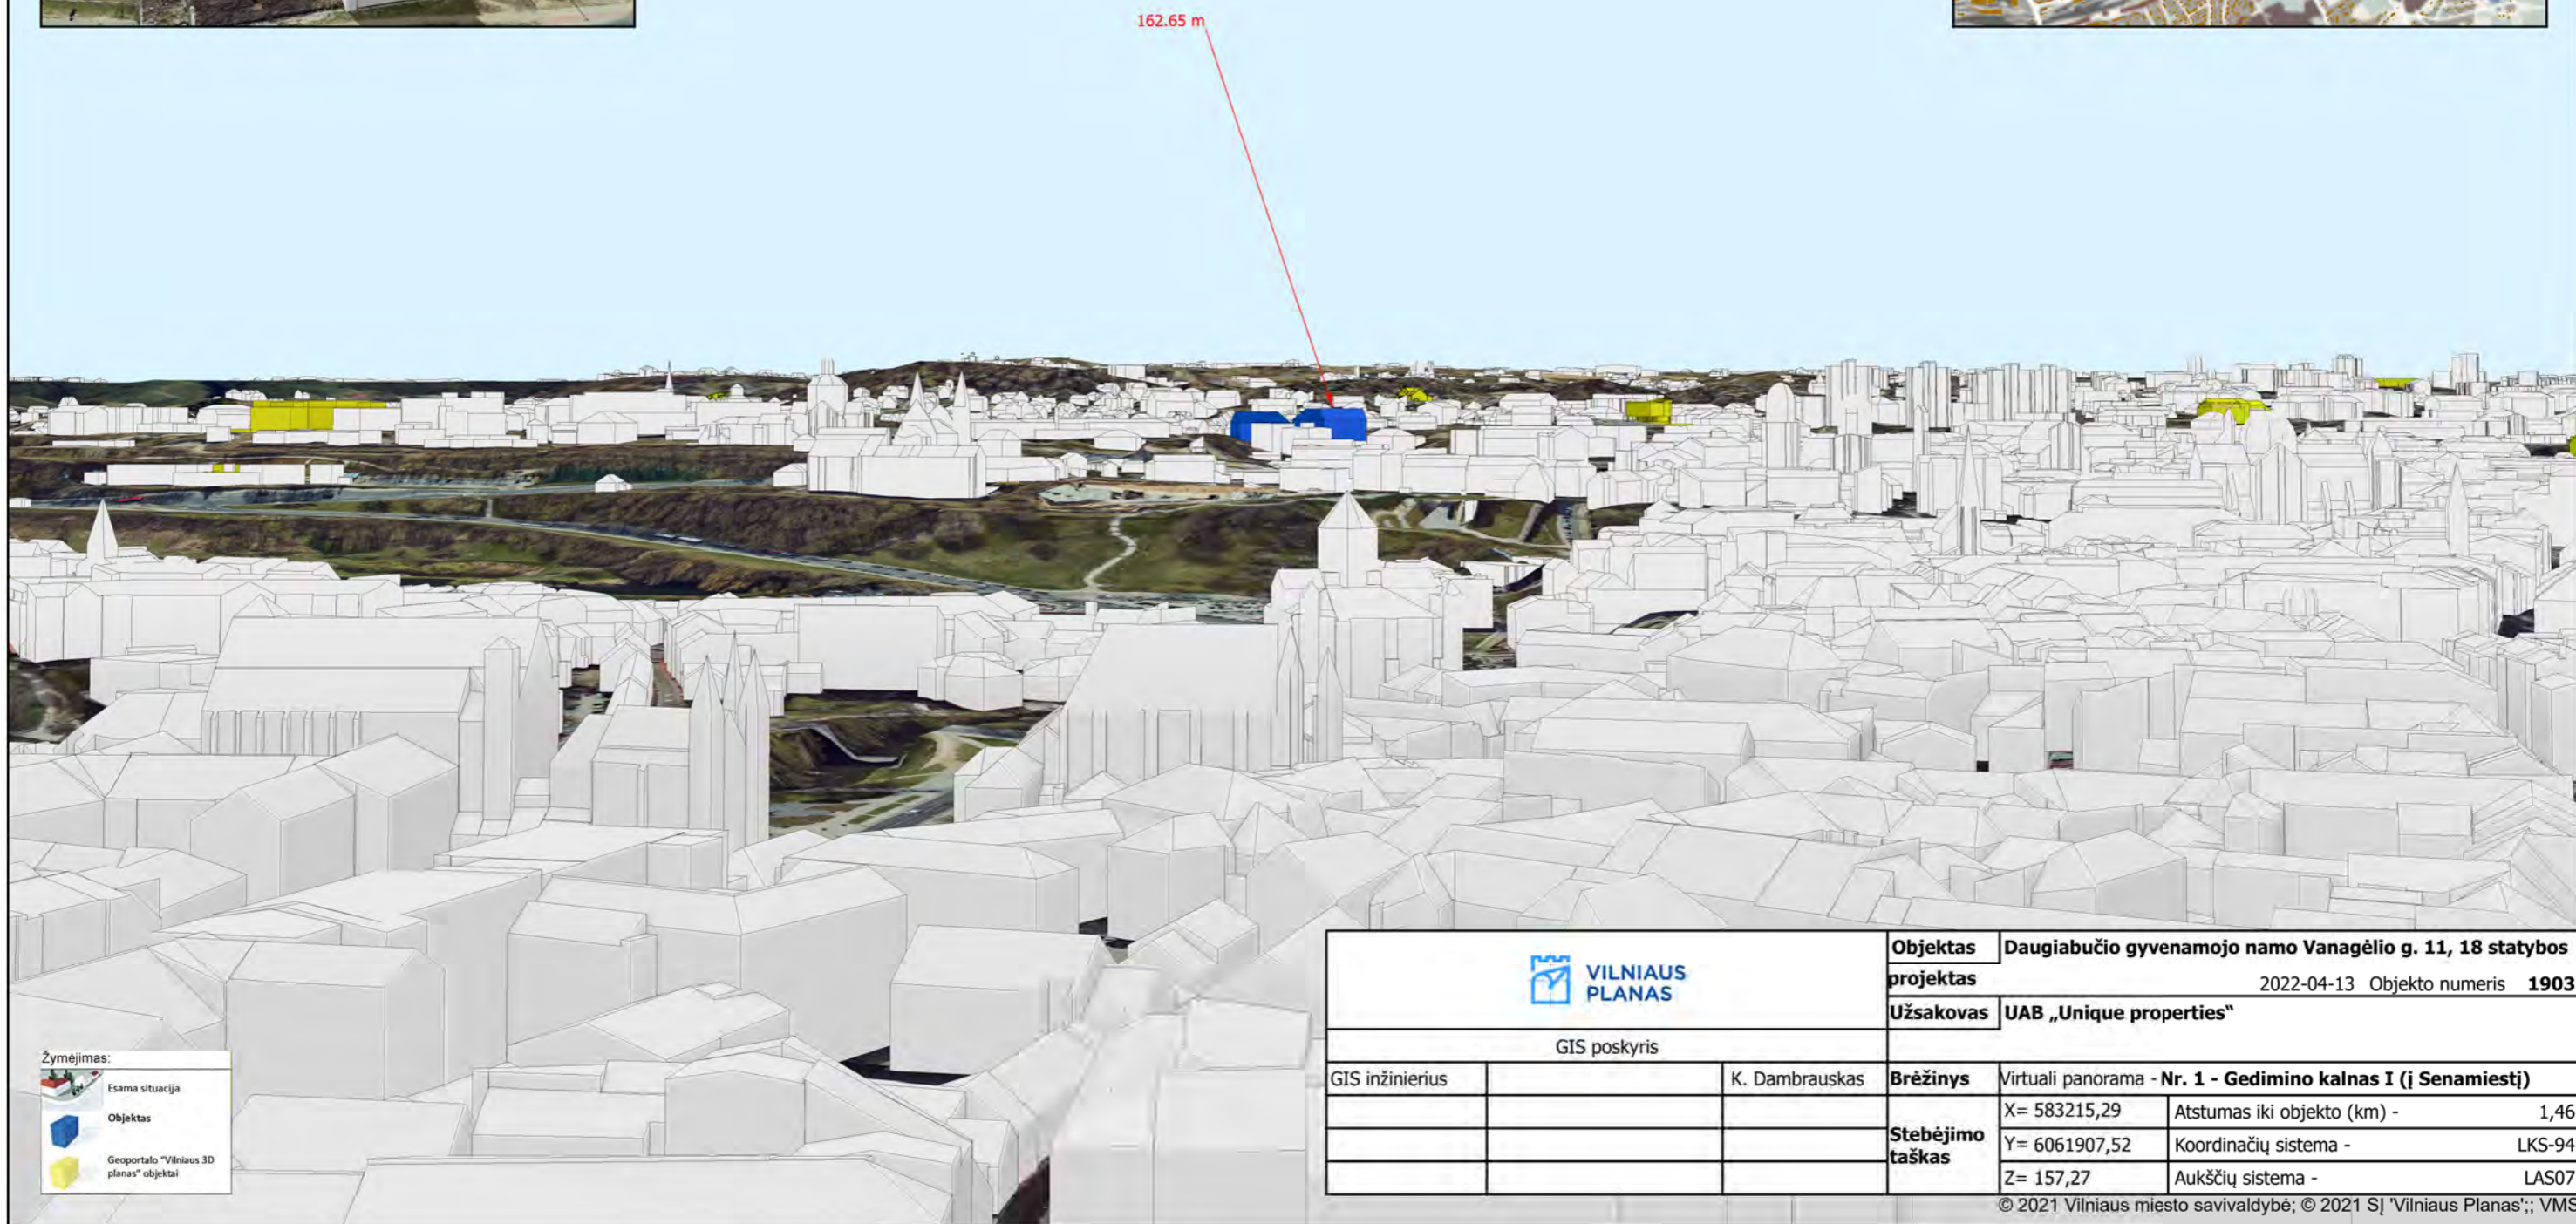 162.65 m
VILNIAUS
PLANAS
GIS poskyris
GIS inžinierius K. Dambrauskas
Objektas Daugiabučio gyvenamojo namo Vanagėlio g. 11, 18 statybos
projektas 2022-04-13 Objekto numeris 1903
Užsakovas UAB „Unique properties“
Brėžinys Virtuali panorama - Nr. 1 - Gedimino kalnas I (į Senamiestį)
Stebėjimo
taškas
X= 583215,29 Atstumas iki objekto (km) - 1,46
Y= 6061907,52 Koordinačių sistema - LKS-94
Z= 157,27 Aukščių sistema - LAS07
Žymėjimas:
Esama situacija
Objektas
Geoportalo "Vilniaus 3D
planas" objektai
© 2021 Vilniaus miesto savivaldybė; © 2021 SĮ 'Vilniaus Planas';; VMS